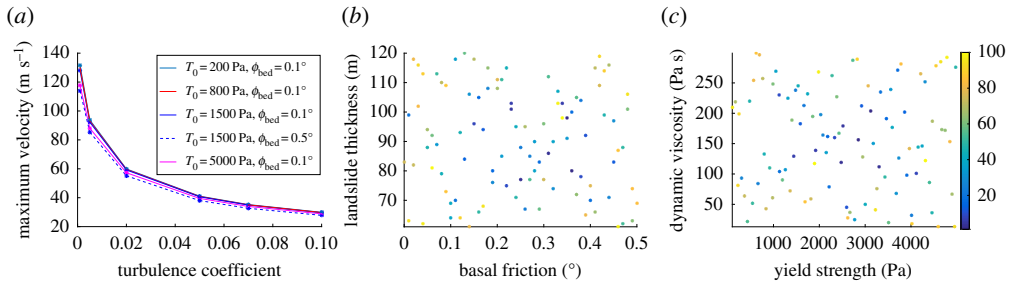 (a)
maximum velocity (m s⁻¹)
140
120
100
80
60
40
20
0
0.02
0.04
0.06
0.08
0.10
turbulence coefficient
T₀ = 200 Pa, ϕbed = 0.1°
T₀ = 800 Pa, ϕbed = 0.1°
T₀ = 1500 Pa, ϕbed = 0.1°
T₀ = 1500 Pa, ϕbed = 0.5°
T₀ = 5000 Pa, ϕbed = 0.1°
(b)
landslide thickness (m)
120
110
100
90
80
70
0
0.1
0.2
0.3
0.4
0.5
basal friction (°)
(c)
dynamic viscosity (Pa s)
250
200
150
100
50
1000
2000
3000
4000
yield strength (Pa)
100
80
60
40
20